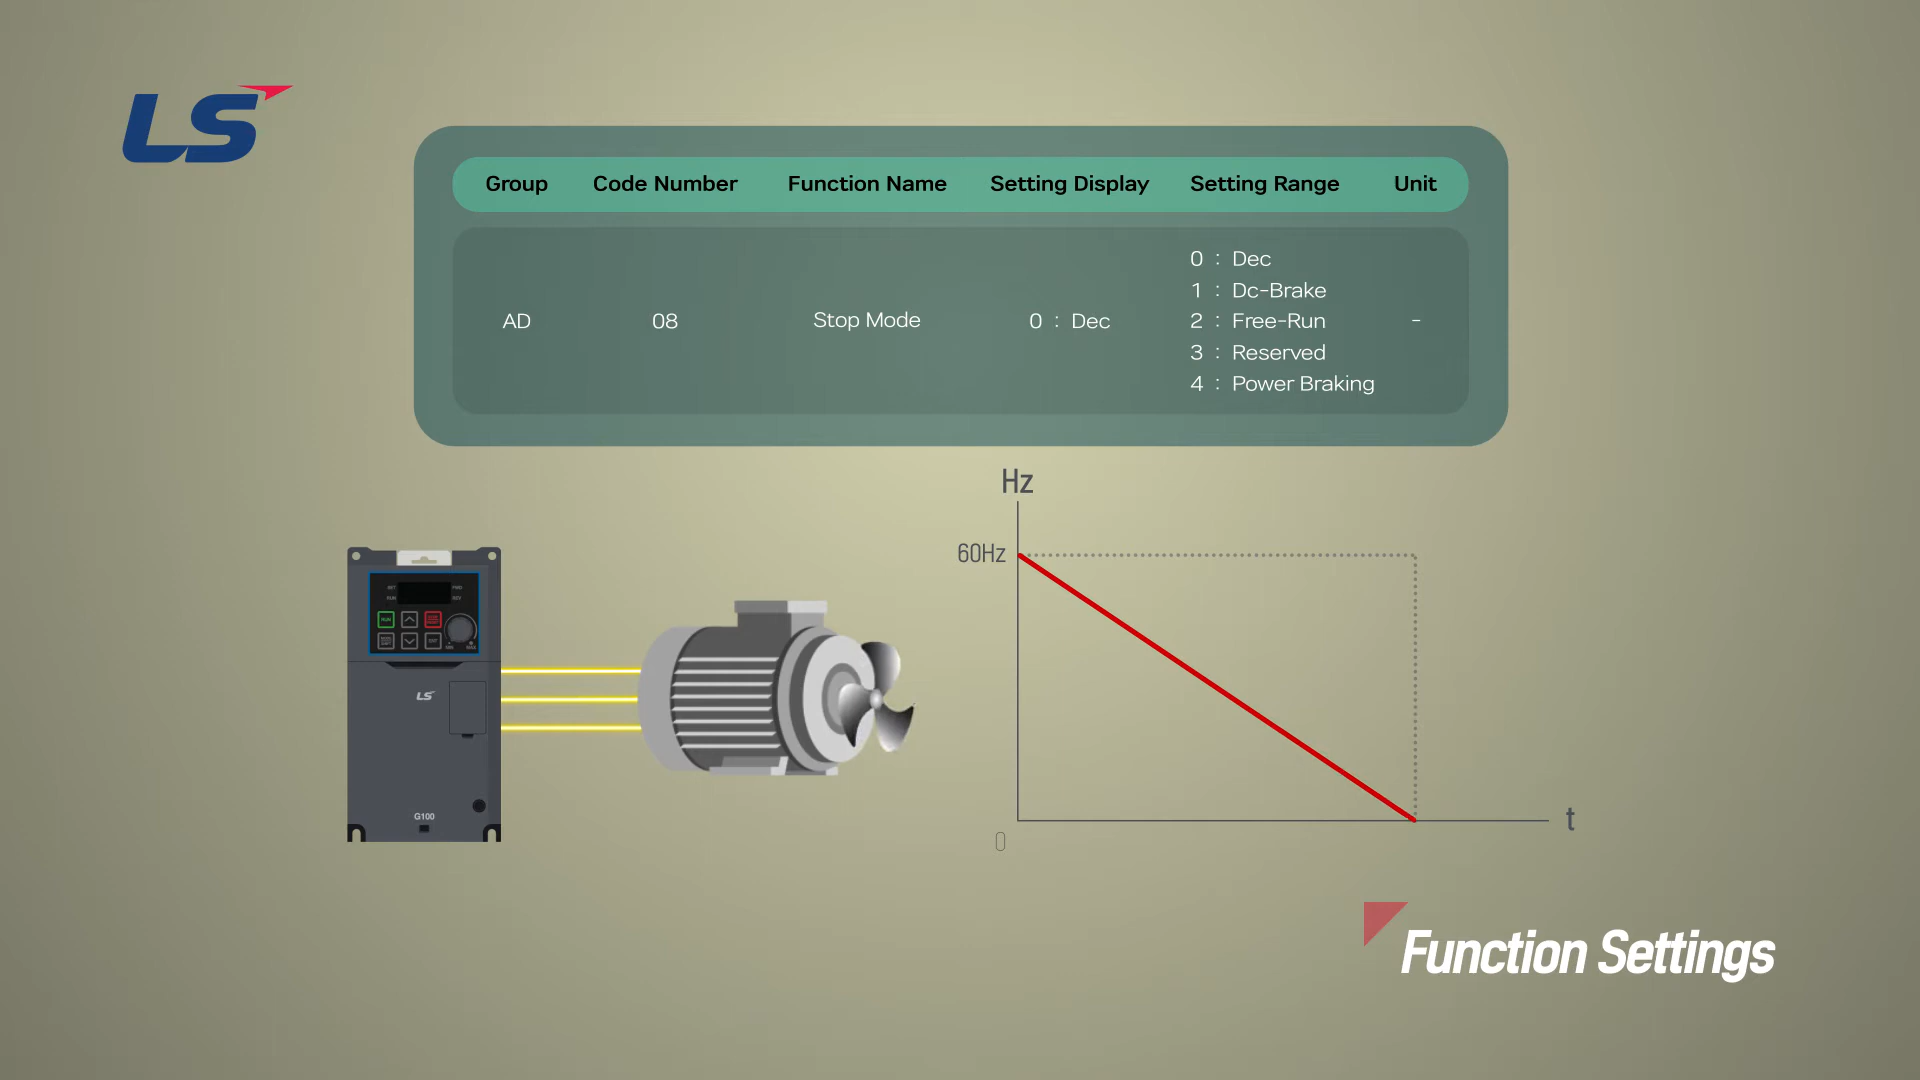 LS
Group Code Number Function Name Setting Display Setting Range Unit
AD 08 Stop Mode 0 : Dec
0 : Dec
1 : Dc-Brake
2 : Free-Run
3 : Reserved
4 : Power Braking
-
Hz
60Hz
0
t
RUN
LS
G100
Function Settings